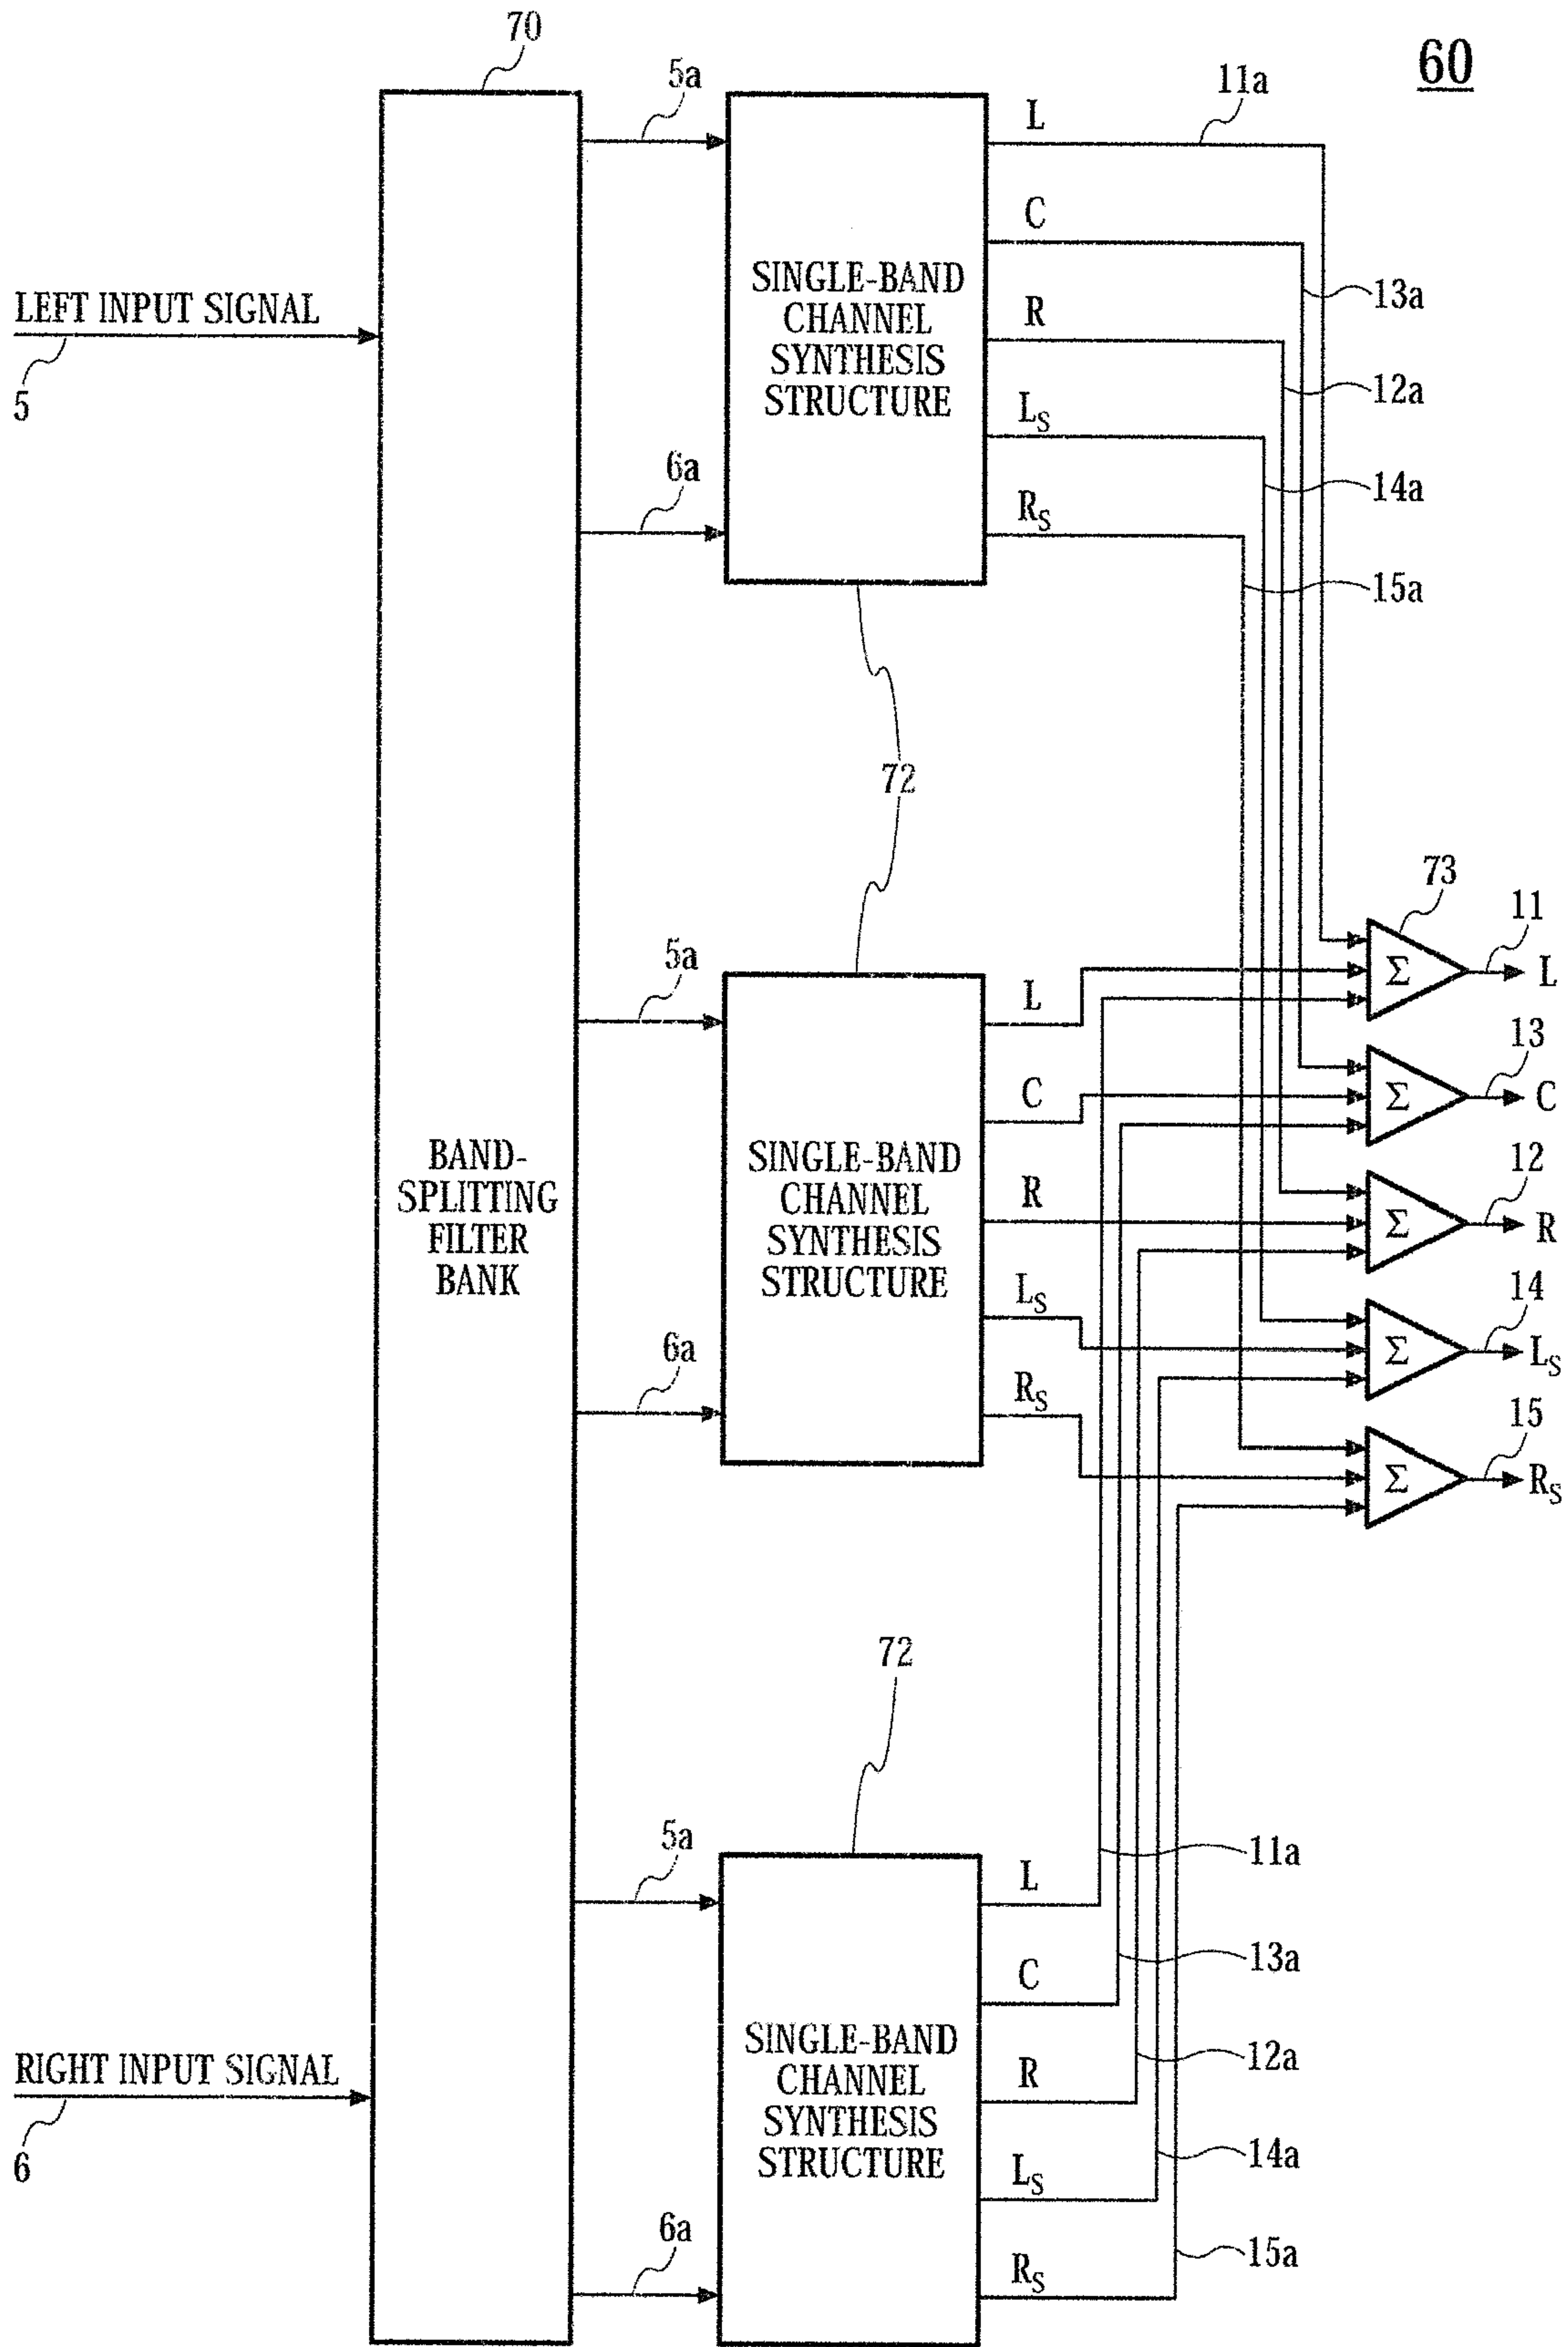 60
70
5a
L
11a
C
13a
LEFT INPUT SIGNAL
5
SINGLE-BAND
CHANNEL
SYNTHESIS
STRUCTURE
R
12a
LS
14a
6a
RS
15a
72
73
11
L
5a
L
13
C
C
12
R
BAND-
SPLITTING
FILTER
BANK
SINGLE-BAND
CHANNEL
SYNTHESIS
STRUCTURE
R
LS
14
LS
6a
RS
15
RS
Σ
Σ
Σ
Σ
Σ
72
5a
L
11a
C
13a
RIGHT INPUT SIGNAL
6
SINGLE-BAND
CHANNEL
SYNTHESIS
STRUCTURE
R
12a
LS
14a
6a
RS
15a